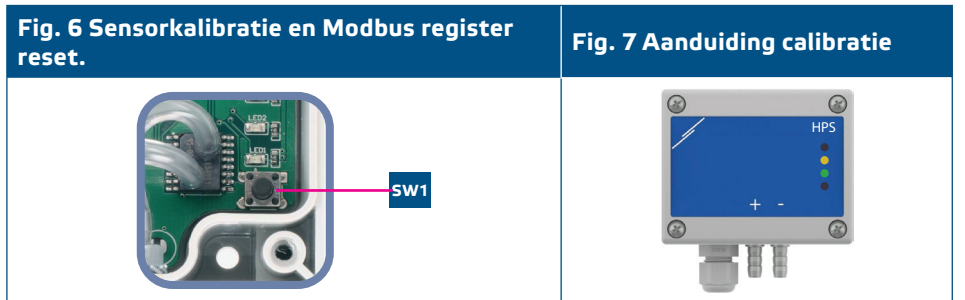 Fig. 6 Sensorkalibratie en Modbus register
reset.
Fig. 7 Aanduiding calibratie
LED2
LED1
SW1
HPS
+ -